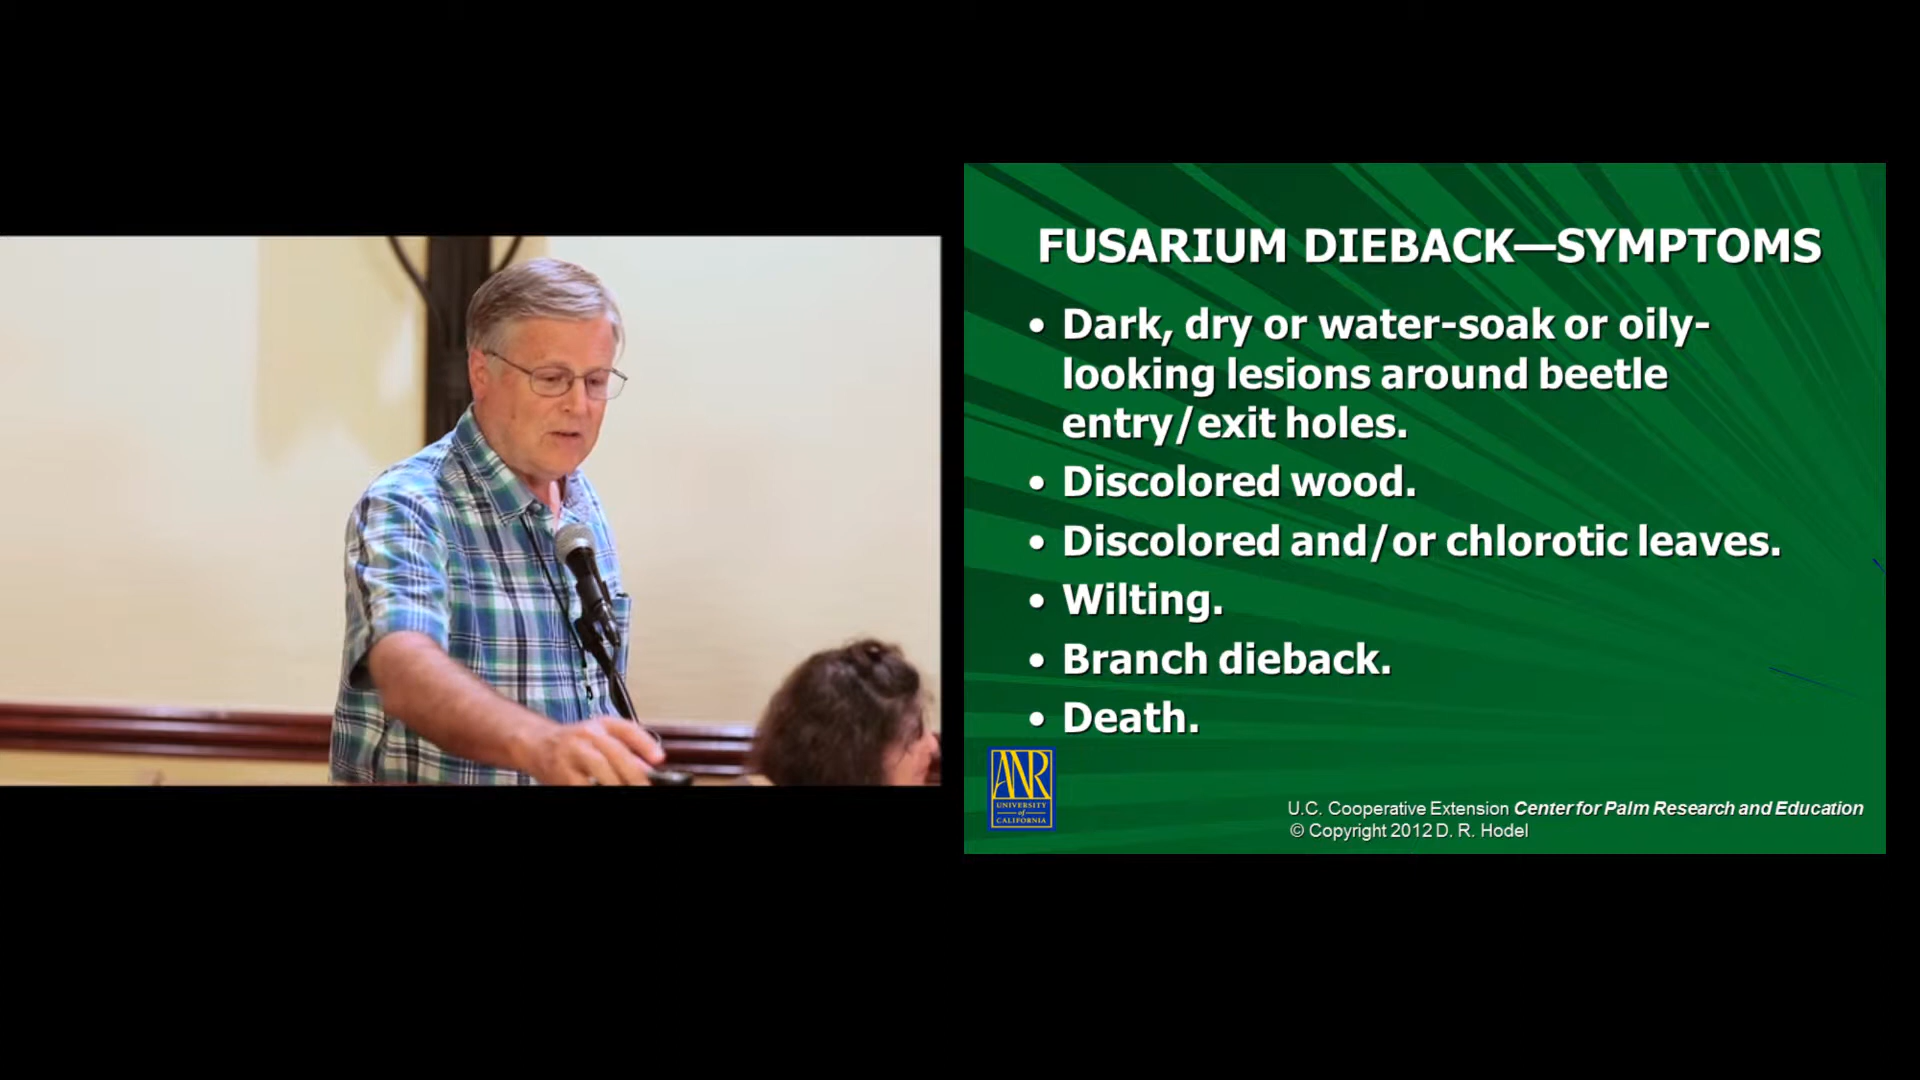 FUSARIUM DIEBACK—SYMPTOMS
• Dark, dry or water-soak or oily-
looking lesions around beetle
entry/exit holes.
• Discolored wood.
• Discolored and/or chlorotic leaves.
• Wilting.
• Branch dieback.
• Death.
ANR
UNIVERSITY
of
CALIFORNIA
U.C. Cooperative Extension Center for Palm Research and Education
© Copyright 2012 D. R. Hodel